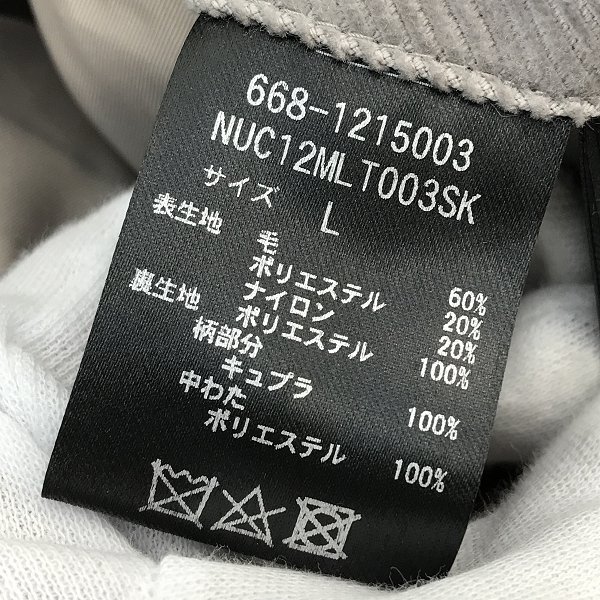 668-1215003
NUC12MLT003SK
サイズ
L
表生地
毛 60%
ポリエステル 20%
ナイロン 20%
裏生地
ポリエステル 100%
柄部分
キュプラ 100%
中わた
ポリエステル 100%